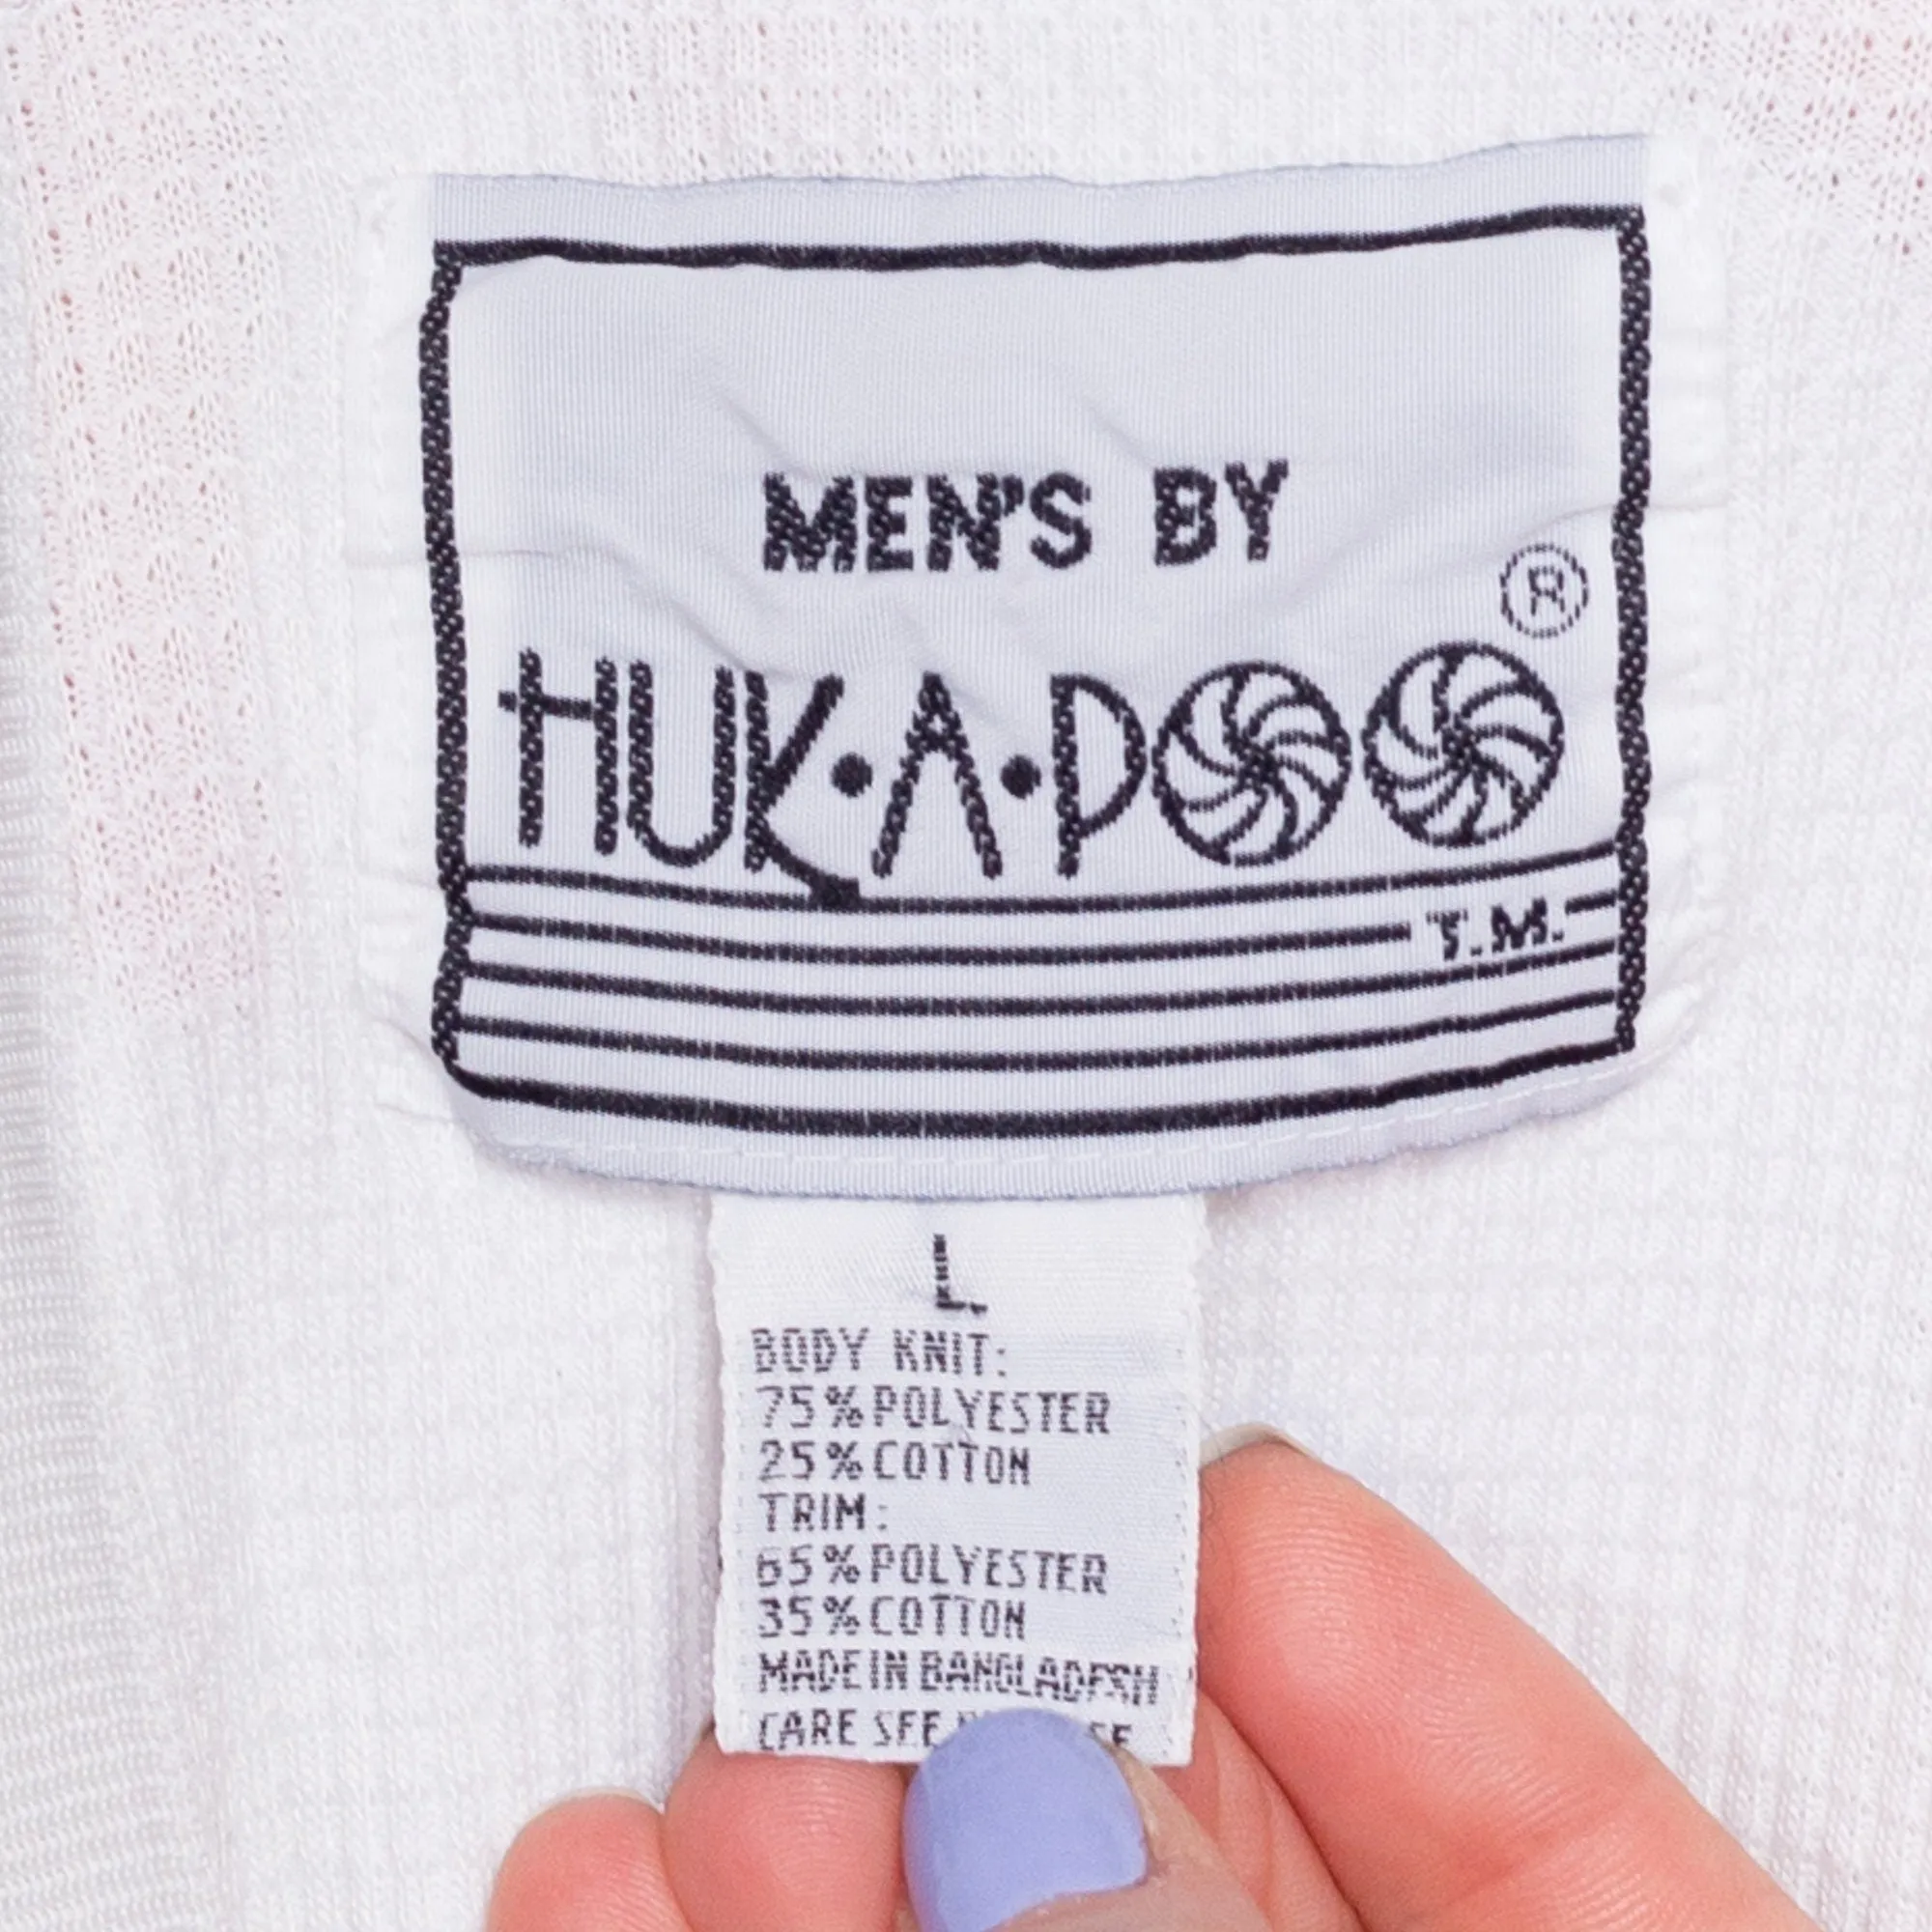 MEN'S BY
HUK•A•POO ®
T.M.
L
BODY KNIT:
75% POLYESTER
25% COTTON
TRIM:
65% POLYESTER
35% COTTON
MADE IN BANGLADESH
CARE SEE